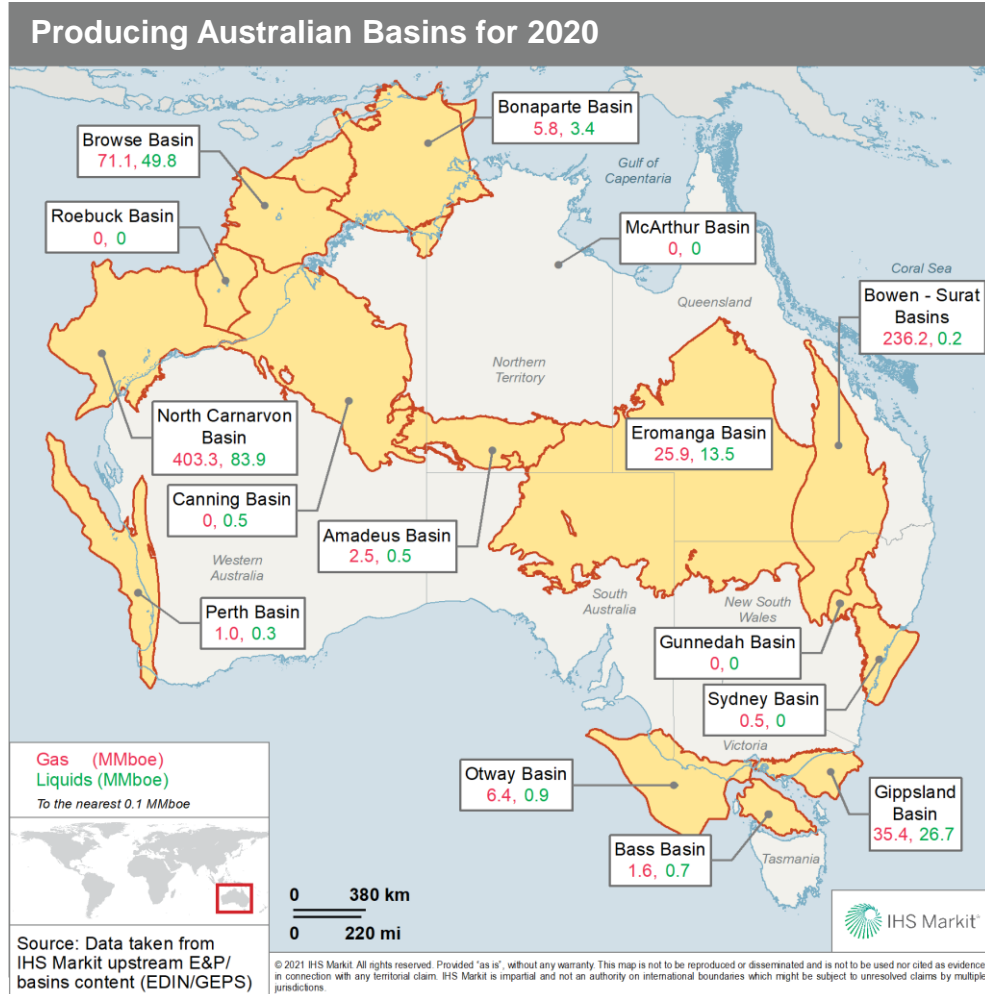 Producing Australian Basins for 2020
Bonaparte Basin
5.8, 3.4
Browse Basin
71.1, 49.8
Gulf of
Capentaria
Roebuck Basin
0, 0
McArthur Basin
0, 0
Coral Sea
Queensland
Bowen - Surat
Basins
236.2, 0.2
Northern
Territory
North Carnarvon
Basin
403.3, 83.9
Eromanga Basin
25.9, 13.5
Canning Basin
0, 0.5
Amadeus Basin
2.5, 0.5
Western
Australia
South
Australia
New South
Wales
Perth Basin
1.0, 0.3
Gunnedah Basin
0, 0
Sydney Basin
0.5, 0
Victoria
Otway Basin
6.4, 0.9
Gippsland
Basin
35.4, 26.7
Bass Basin
1.6, 0.7
Tasmania
Gas (MMboe)
Liquids (MMboe)
To the nearest 0.1 MMboe
0 380 km
0 220 mi
IHS Markit®
Source: Data taken from
IHS Markit upstream E&P/
basins content (EDIN/GEPS)
© 2021 IHS Markit. All rights reserved. Provided “as is”, without any warranty. This map is not to be reproduced or disseminated and is not to be used nor cited as evidence
in connection with any territorial claim. IHS Markit is impartial and not an authority on international boundaries which might be subject to unresolved claims by multiple
jurisdictions.